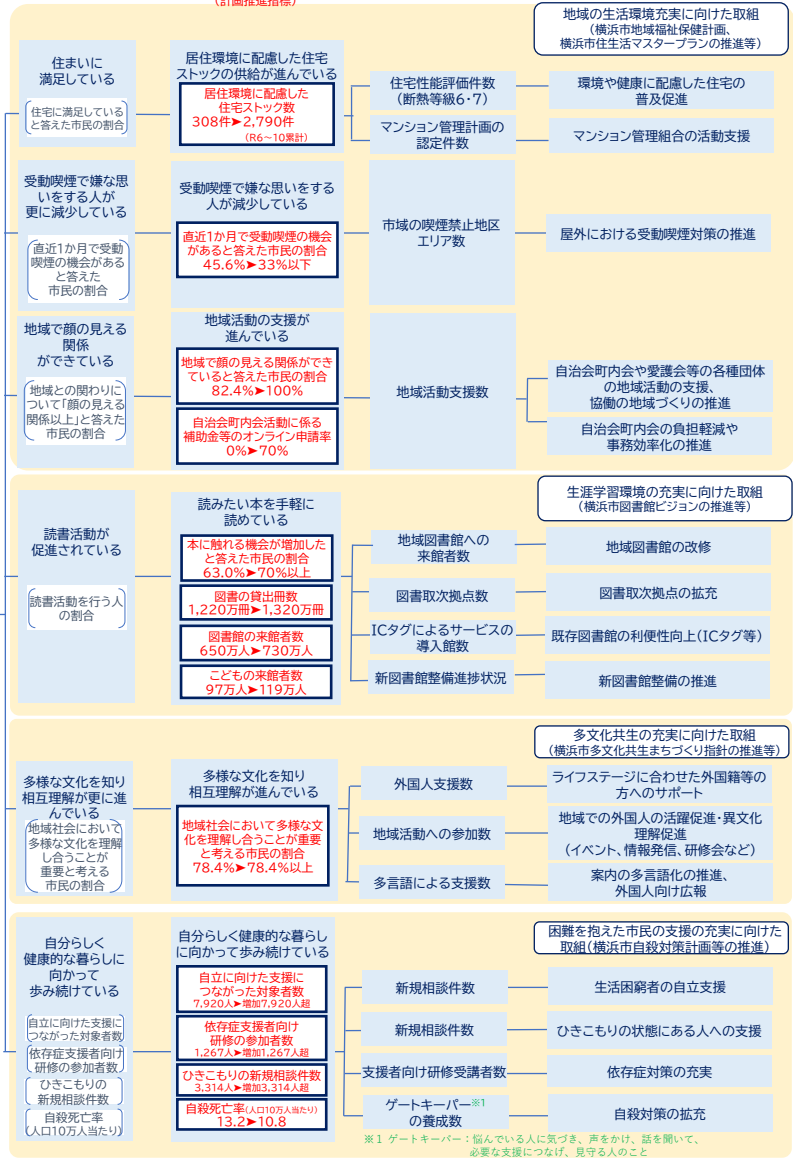 (計画推進指標)
地域の生活環境充実に向けた取組
(横浜市地域福祉保健計画、
横浜市住生活マスタープランの推進等)
住まいに
満足している
住宅に満足している
と答えた市民の割合
居住環境に配慮した住宅
ストックの供給が進んでいる
居住環境に配慮した
住宅ストック数
308件➤2,790件
(R6~10累計)
住宅性能評価件数
(断熱等級6・7)
環境や健康に配慮した住宅の
普及促進
マンション管理計画の
認定件数
マンション管理組合の活動支援
受動喫煙で嫌な思
いをする人が
更に減少している
直近1か月で受動
喫煙の機会がある
と答えた
市民の割合
受動喫煙で嫌な思いをする
人が減少している
直近1か月で受動喫煙の機会
があると答えた市民の割合
45.6%➤33%以下
市域の喫煙禁止地区
エリア数
屋外における受動喫煙対策の推進
地域で顔の見える
関係
ができている
地域との関わりに
ついて「顔の見える
関係以上」と答えた
市民の割合
地域活動の支援が
進んでいる
地域で顔の見える関係ができ
ていると答えた市民の割合
82.4%➤100%
自治会町内会活動に係る
補助金等のオンライン申請率
0%➤70%
地域活動支援数
自治会町内会や愛護会等の各種団体
の地域活動の支援、
協働の地域づくりの推進
自治会町内会の負担軽減や
事務効率化の推進
生涯学習環境の充実に向けた取組
(横浜市図書館ビジョンの推進等)
読書活動が
促進されている
読書活動を行う人
の割合
読みたい本を手軽に
読めている
本に触れる機会が増加した
と答えた市民の割合
63.0%➤70%以上
図書の貸出冊数
1,220万冊➤1,320万冊
図書館の来館者数
650万人➤730万人
こどもの来館者数
97万人➤119万人
地域図書館への
来館者数
地域図書館の改修
図書取次拠点数
図書取次拠点の拡充
ICタグによるサービスの
導入館数
既存図書館の利便性向上(ICタグ等)
新図書館整備進捗状況
新図書館整備の推進
多文化共生の充実に向けた取組
(横浜市多文化共生まちづくり指針の推進等)
多様な文化を知り
相互理解が更に進
んでいる
地域社会において
多様な文化を理解
し合うことが
重要と考える
市民の割合
多様な文化を知り
相互理解が進んでいる
地域社会において多様な文
化を理解し合うことが重要
と考える市民の割合
78.4%➤78.4%以上
外国人支援数
ライフステージに合わせた外国籍等の
方へのサポート
地域活動への参加数
地域での外国人の活躍促進・異文化
理解促進
(イベント、情報発信、研修会など)
多言語による支援数
案内の多言語化の推進、
外国人向け広報
困難を抱えた市民の支援の充実に向けた
取組(横浜市自殺対策計画等の推進)
自分らしく
健康的な暮らしに
向かって
歩み続けている
自立に向けた支援に
つながった対象者数
依存症支援者向け
研修の参加者数
ひきこもりの
新規相談件数
自殺死亡率
(人口10万人当たり)
自分らしく健康的な暮らし
に向かって歩み続けている
自立に向けた支援に
つながった対象者数
7,920人➤増加7,920人超
依存症支援者向け
研修の参加者数
1,267人➤増加1,267人超
ひきこもりの新規相談件数
3,314人➤増加3,314人超
自殺死亡率(人口10万人当たり)
13.2➤10.8
新規相談件数
生活困窮者の自立支援
新規相談件数
ひきこもりの状態にある人への支援
支援者向け研修受講者数
依存症対策の充実
ゲートキーパー※1
の養成数
自殺対策の拡充
※1 ゲートキーパー:悩んでいる人に気づき、声をかけ、話を聞いて、
必要な支援につなげ、見守る人のこと